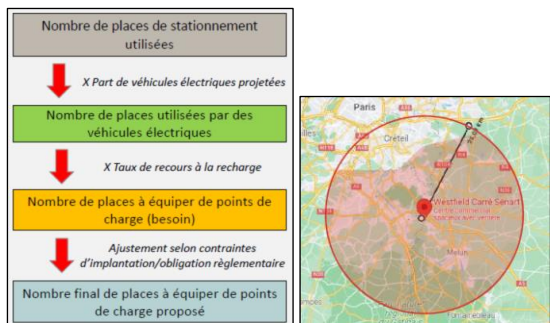 Nombre de places de stationnement
utilisées
X Part de véhicules électriques projetées
Nombre de places utilisées par des
véhicules électriques
X Taux de recours à la recharge
Nombre de places à équiper de points
de charge (besoin)
Ajustement selon contraintes
d'implantation/obligation règlementaire
Nombre final de places à équiper de points
de charge proposé
Paris
Créteil
Westfield Carré Sénart
Melun
Fontainebleau